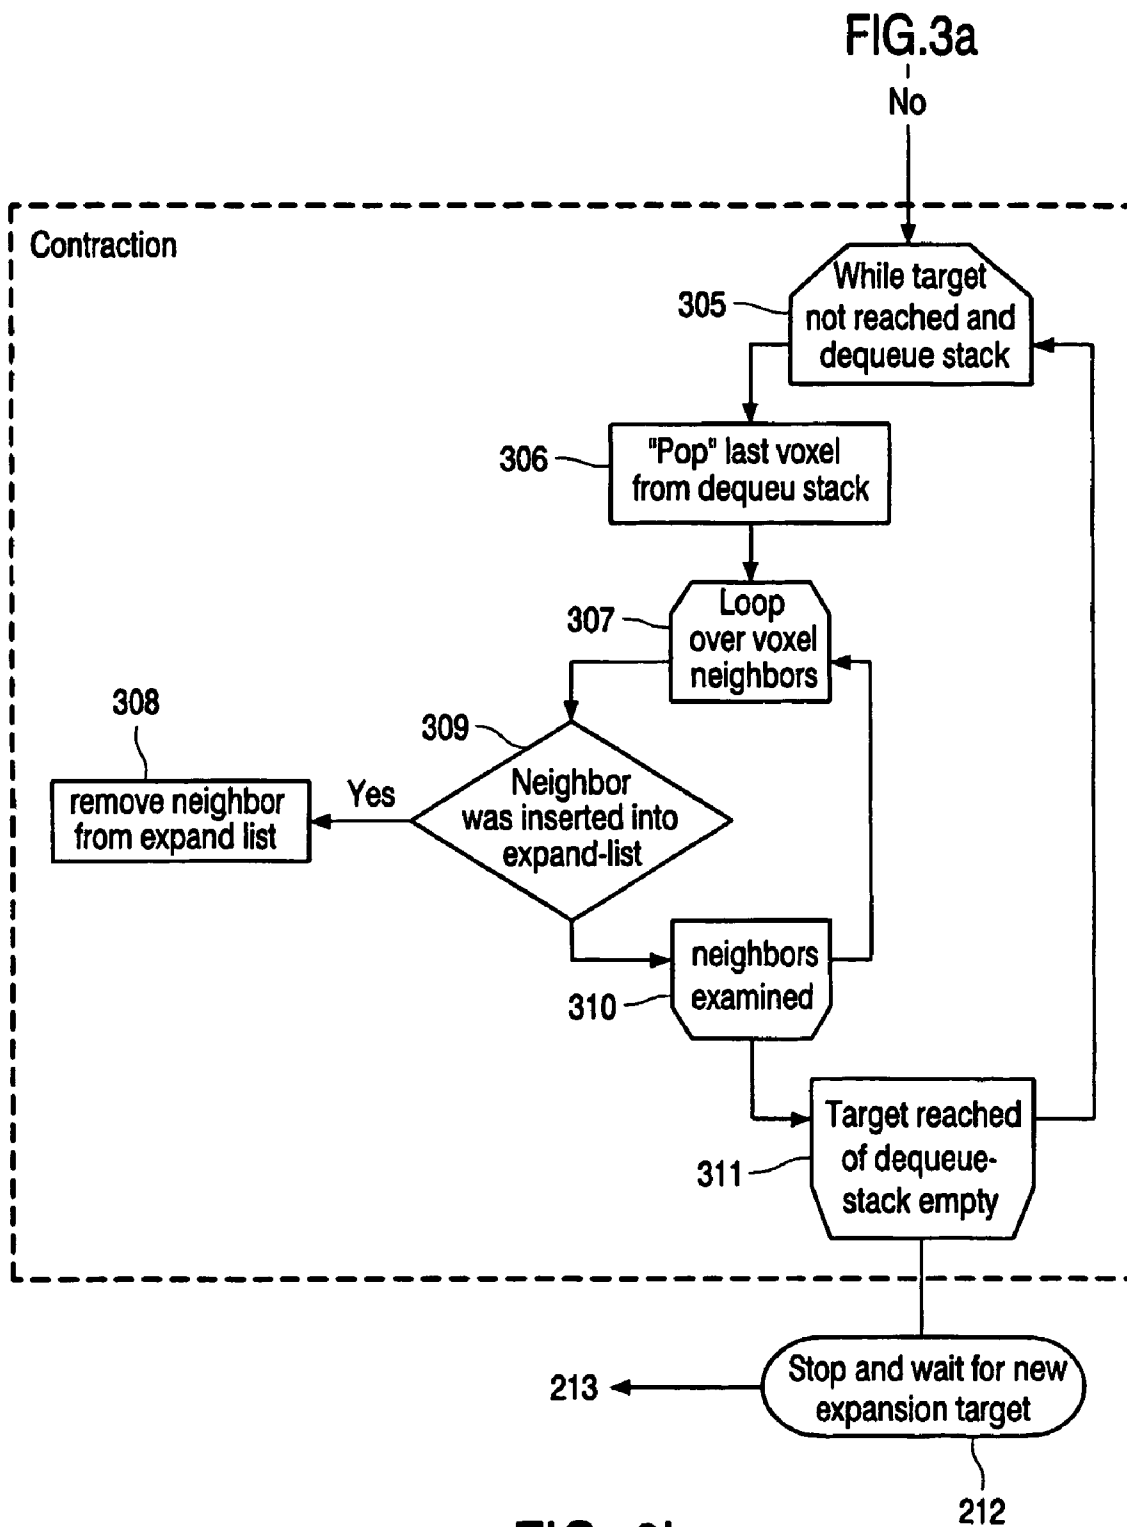 FIG.3a
No
Contraction
305
While target
not reached and
dequeue stack
306
"Pop" last voxel
from dequeu stack
307
Loop
over voxel
neighbors
308
309
remove neighbor
from expand list
Yes
Neighbor
was inserted into
expand-list
neighbors
examined
310
Target reached
of dequeue-
stack empty
311
Stop and wait for new
expansion target
213
212